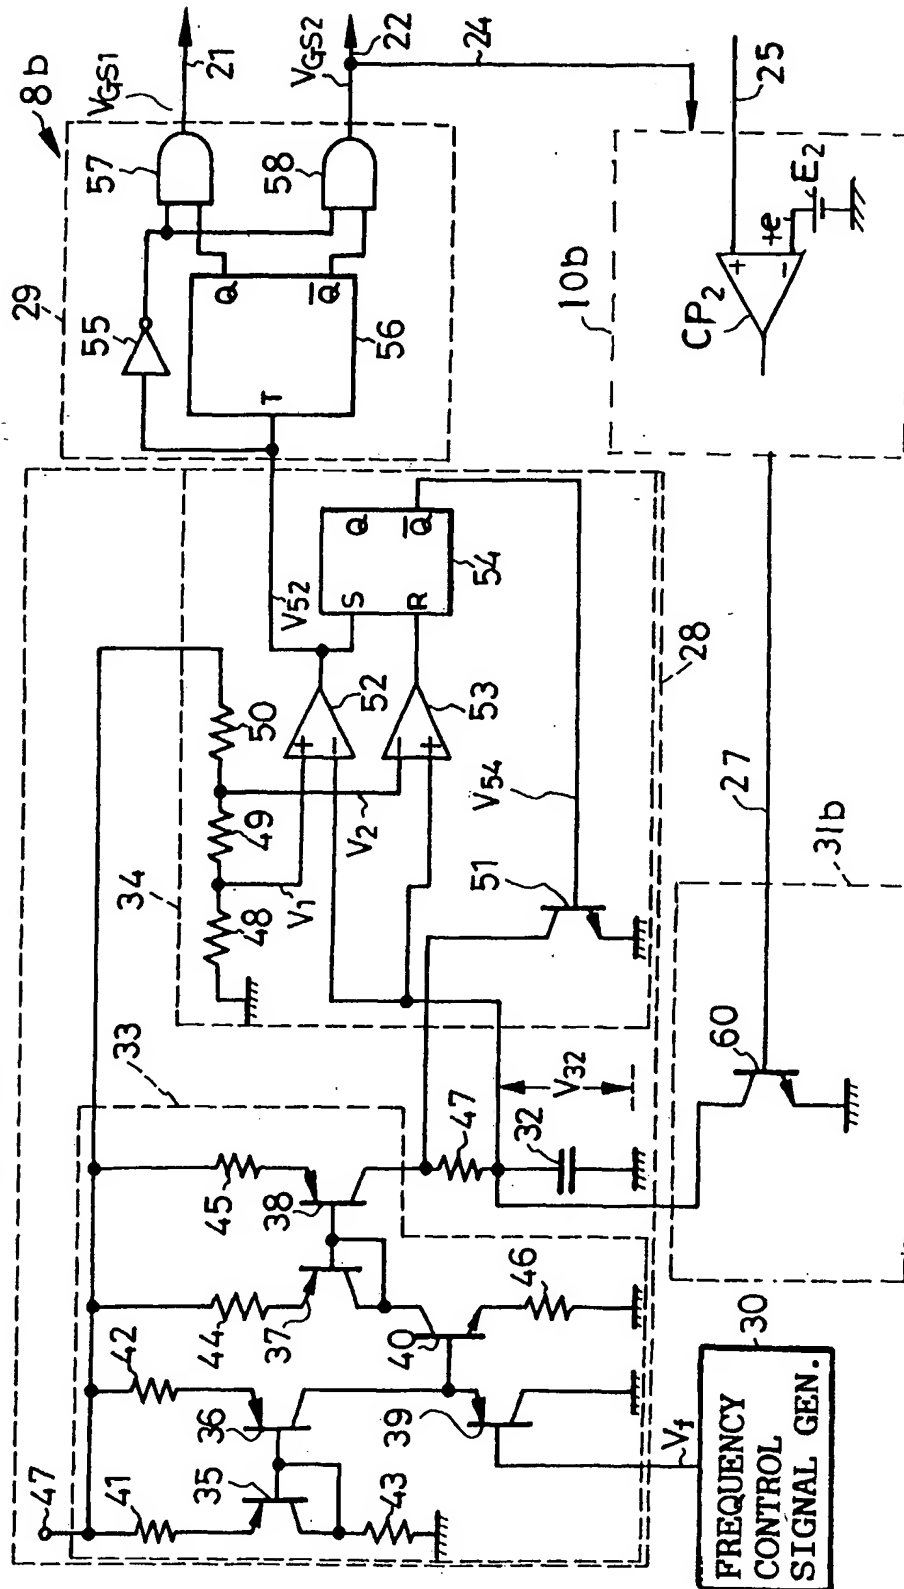 8b
VGS1
21
VGS2
22
24
29
55
57
58
Q
Q̅
T
56
25
10b
+
−
+e
E2
CP2
34
50
49
48
V1
V2
V52
+
−
52
−
+
53
S
R
Q
Q̅
54
V54
51
28
27
31b
60
33
47
41
42
44
45
35
36
37
38
43
39
40
46
47
32
V32
Vf
30
FREQUENCY
CONTROL
SIGNAL GEN.